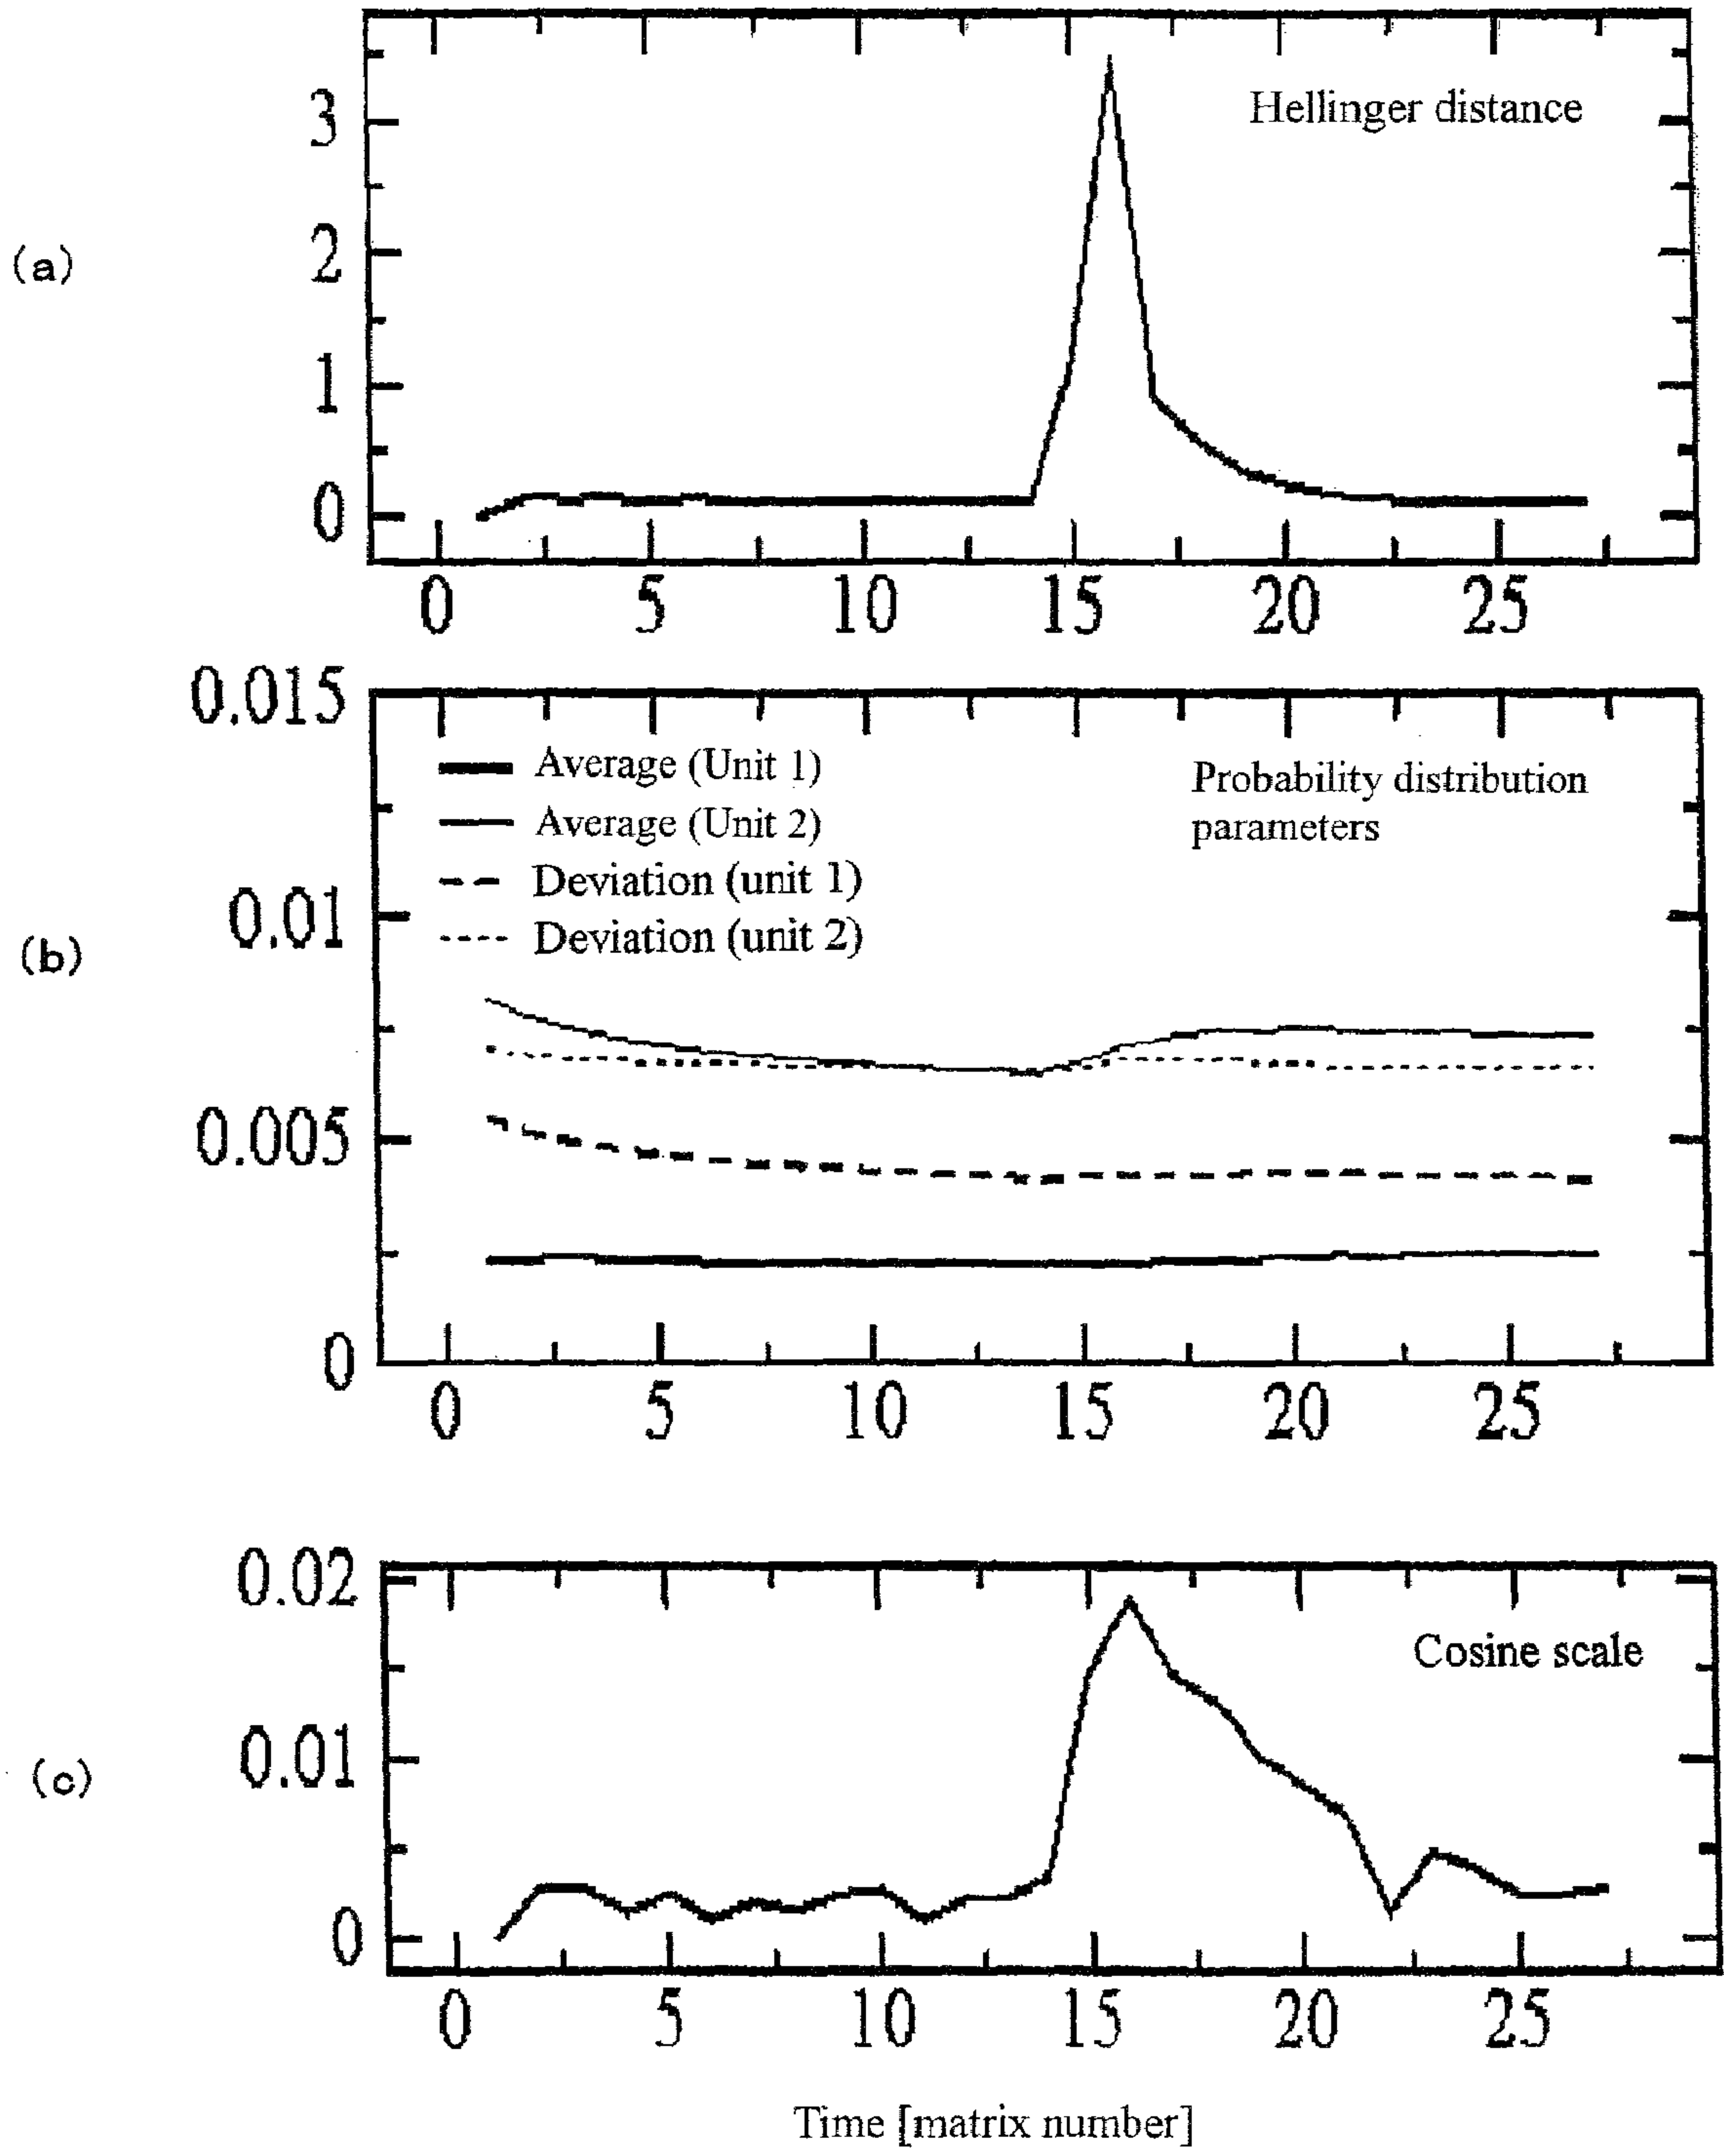 3
Hellinger distance
(a)
2
1
0
0 5 10 15 20 25
0.015
Average (Unit 1)
Average (Unit 2)
Deviation (unit 1)
Deviation (unit 2)
Probability distribution
parameters
0.01
(b)
0.005
0
0 5 10 15 20 25
0.02
Cosine scale
0.01
(c)
0
0 5 10 15 20 25
Time [matrix number]